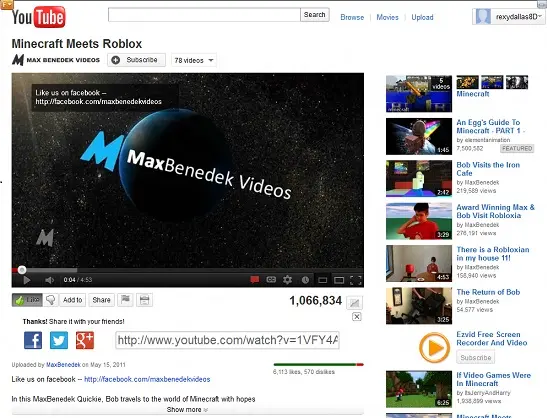 YouTube
Search
Browse | Movies | Upload
rexydallas8D
Minecraft Meets Roblox
MAX BENEDEK VIDEOS
Subscribe
78 videos
Like us on facebook --
http://facebook.com/maxbenedekvideos
MaxBenedek Videos
0:04 / 4:53
Like
Add to
Share
1,066,834
Thanks! Share it with your friends!
http://www.youtube.com/watch?v=1VFY4A
Uploaded by MaxBenedek on May 15, 2011
6,113 likes, 570 dislikes
Like us on facebook -- http://facebook.com/maxbenedekvideos
In this MaxBenedek Quickie, Bob travels to the world of Minecraft with hopes
Show more
5
videos
minecraft
Minecraft
1:45
An Egg's Guide To
Minecraft - PART 1 -
by elementanimation
7,500,582
FEATURED
2:42
Bob Visits the Iron
Cafe
by MaxBenedek
219,589 views
3:29
Award Winning Max &
Bob Visit Robloxia
by MaxBenedek
276,191 views
4:53
There is a Robloxian
in my house 11!
by MaxBenedek
158,940 views
3:25
The Return of Bob
by MaxBenedek
54,577 views
Ezvid Free Screen
Recorder And Video
Subscribe
6:25
If Video Games Were
In Minecraft
by ItsJerryAndHarry
1,938,955 views
Minecraft Meets